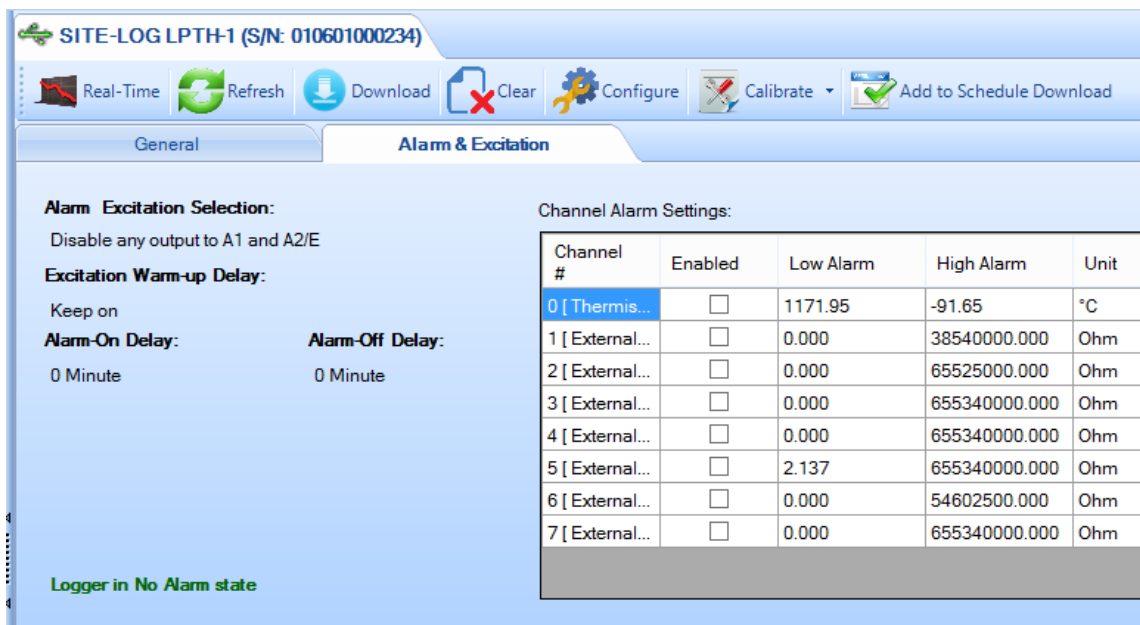 SITE-LOG LPTH-1 (S/N: 010601000234)
Real-Time Refresh Download Clear Configure Calibrate Add to Schedule Download
General Alarm & Excitation
Alarm Excitation Selection:
Disable any output to A1 and A2/E
Excitation Warm-up Delay:
Keep on
Alarm-On Delay: Alarm-Off Delay:
0 Minute 0 Minute
Logger in No Alarm state
Channel Alarm Settings:
Channel # Enabled Low Alarm High Alarm Unit
0 [ Thermis... 1171.95 -91.65 °C
1 [ External... 0.000 38540000.000 Ohm
2 [ External... 0.000 65525000.000 Ohm
3 [ External... 0.000 655340000.000 Ohm
4 [ External... 0.000 655340000.000 Ohm
5 [ External... 2.137 655340000.000 Ohm
6 [ External... 0.000 54602500.000 Ohm
7 [ External... 0.000 655340000.000 Ohm